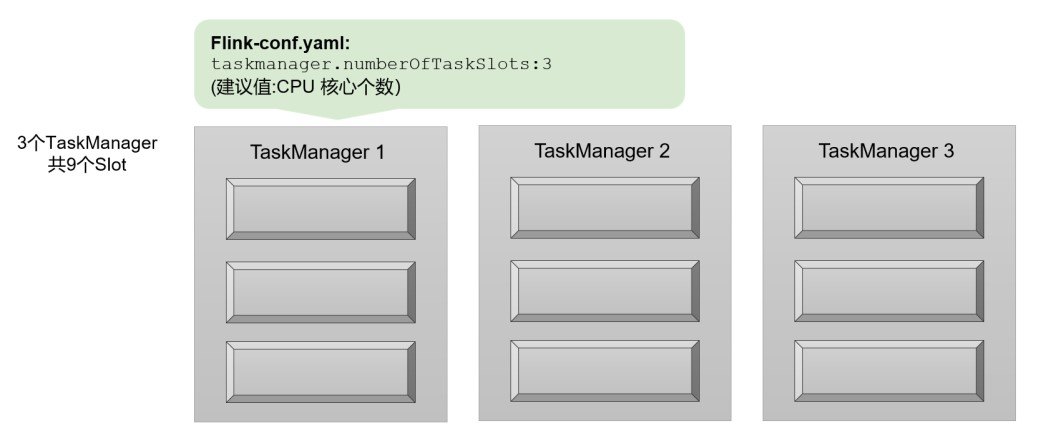 Flink-conf.yaml:
taskmanager.numberOfTaskSlots:3
(建议值:CPU 核心个数)
3个TaskManager
共9个Slot
TaskManager 1
TaskManager 2
TaskManager 3